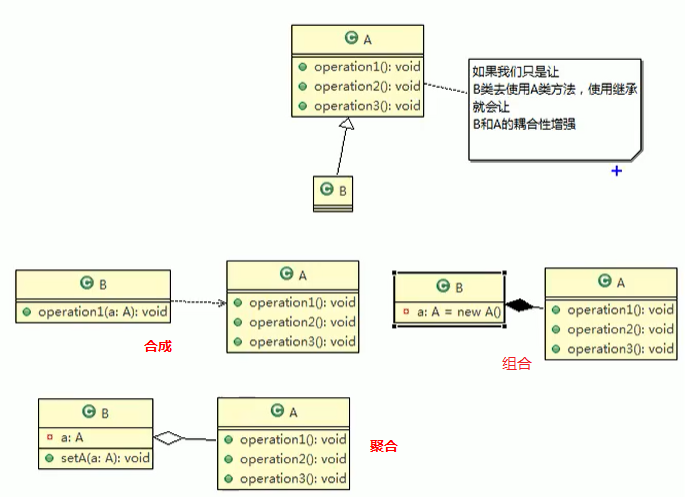 C A
operation1(): void
operation2(): void
operation3(): void
如果我们只是让
B类去使用A类方法，使用继承
就会让
B和A的耦合性增强
C B
C B
operation1(a: A): void
C A
operation1(): void
operation2(): void
operation3(): void
合成
C B
a: A = new A()
C A
operation1(): void
operation2(): void
operation3(): void
组合
C B
a: A
setA(a: A): void
C A
operation1(): void
operation2(): void
operation3(): void
聚合